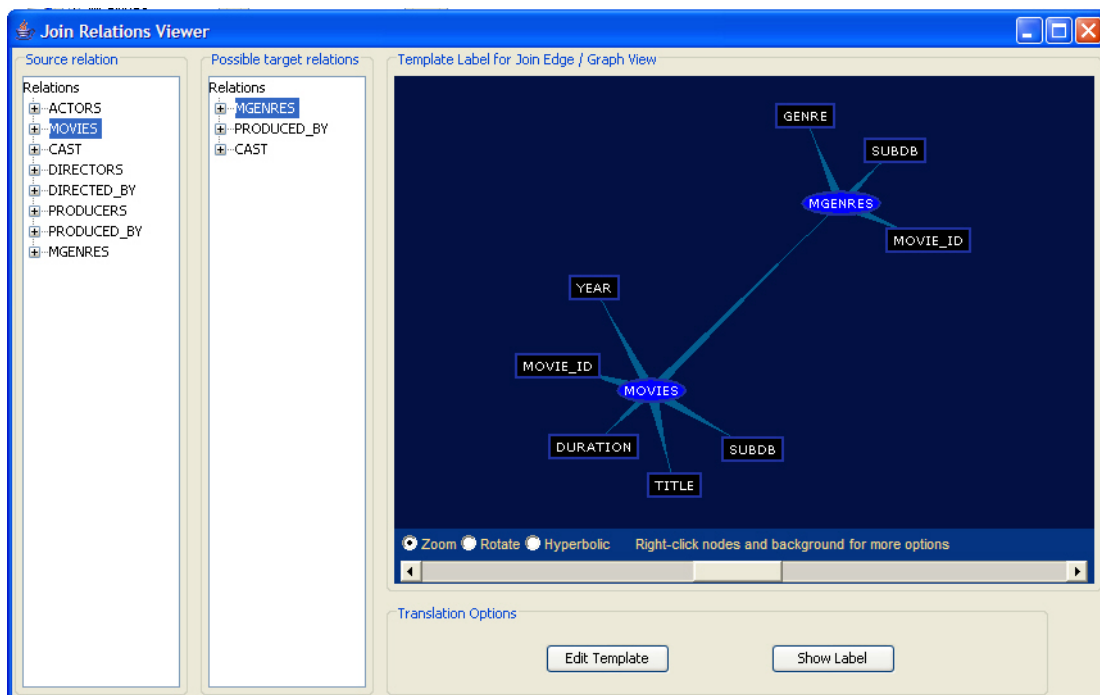 Join Relations Viewer
Source relation
Relations
ACTORS
MOVIES
CAST
DIRECTORS
DIRECTED_BY
PRODUCERS
PRODUCED_BY
MGENRES
Possible target relations
Relations
MGENRES
PRODUCED_BY
CAST
Template Label for Join Edge / Graph View
GENRE
SUBDB
MGENRES
MOVIE_ID
YEAR
MOVIE_ID
MOVIES
DURATION
SUBDB
TITLE
Zoom Rotate Hyperbolic Right-click nodes and background for more options
Translation Options
Edit Template Show Label